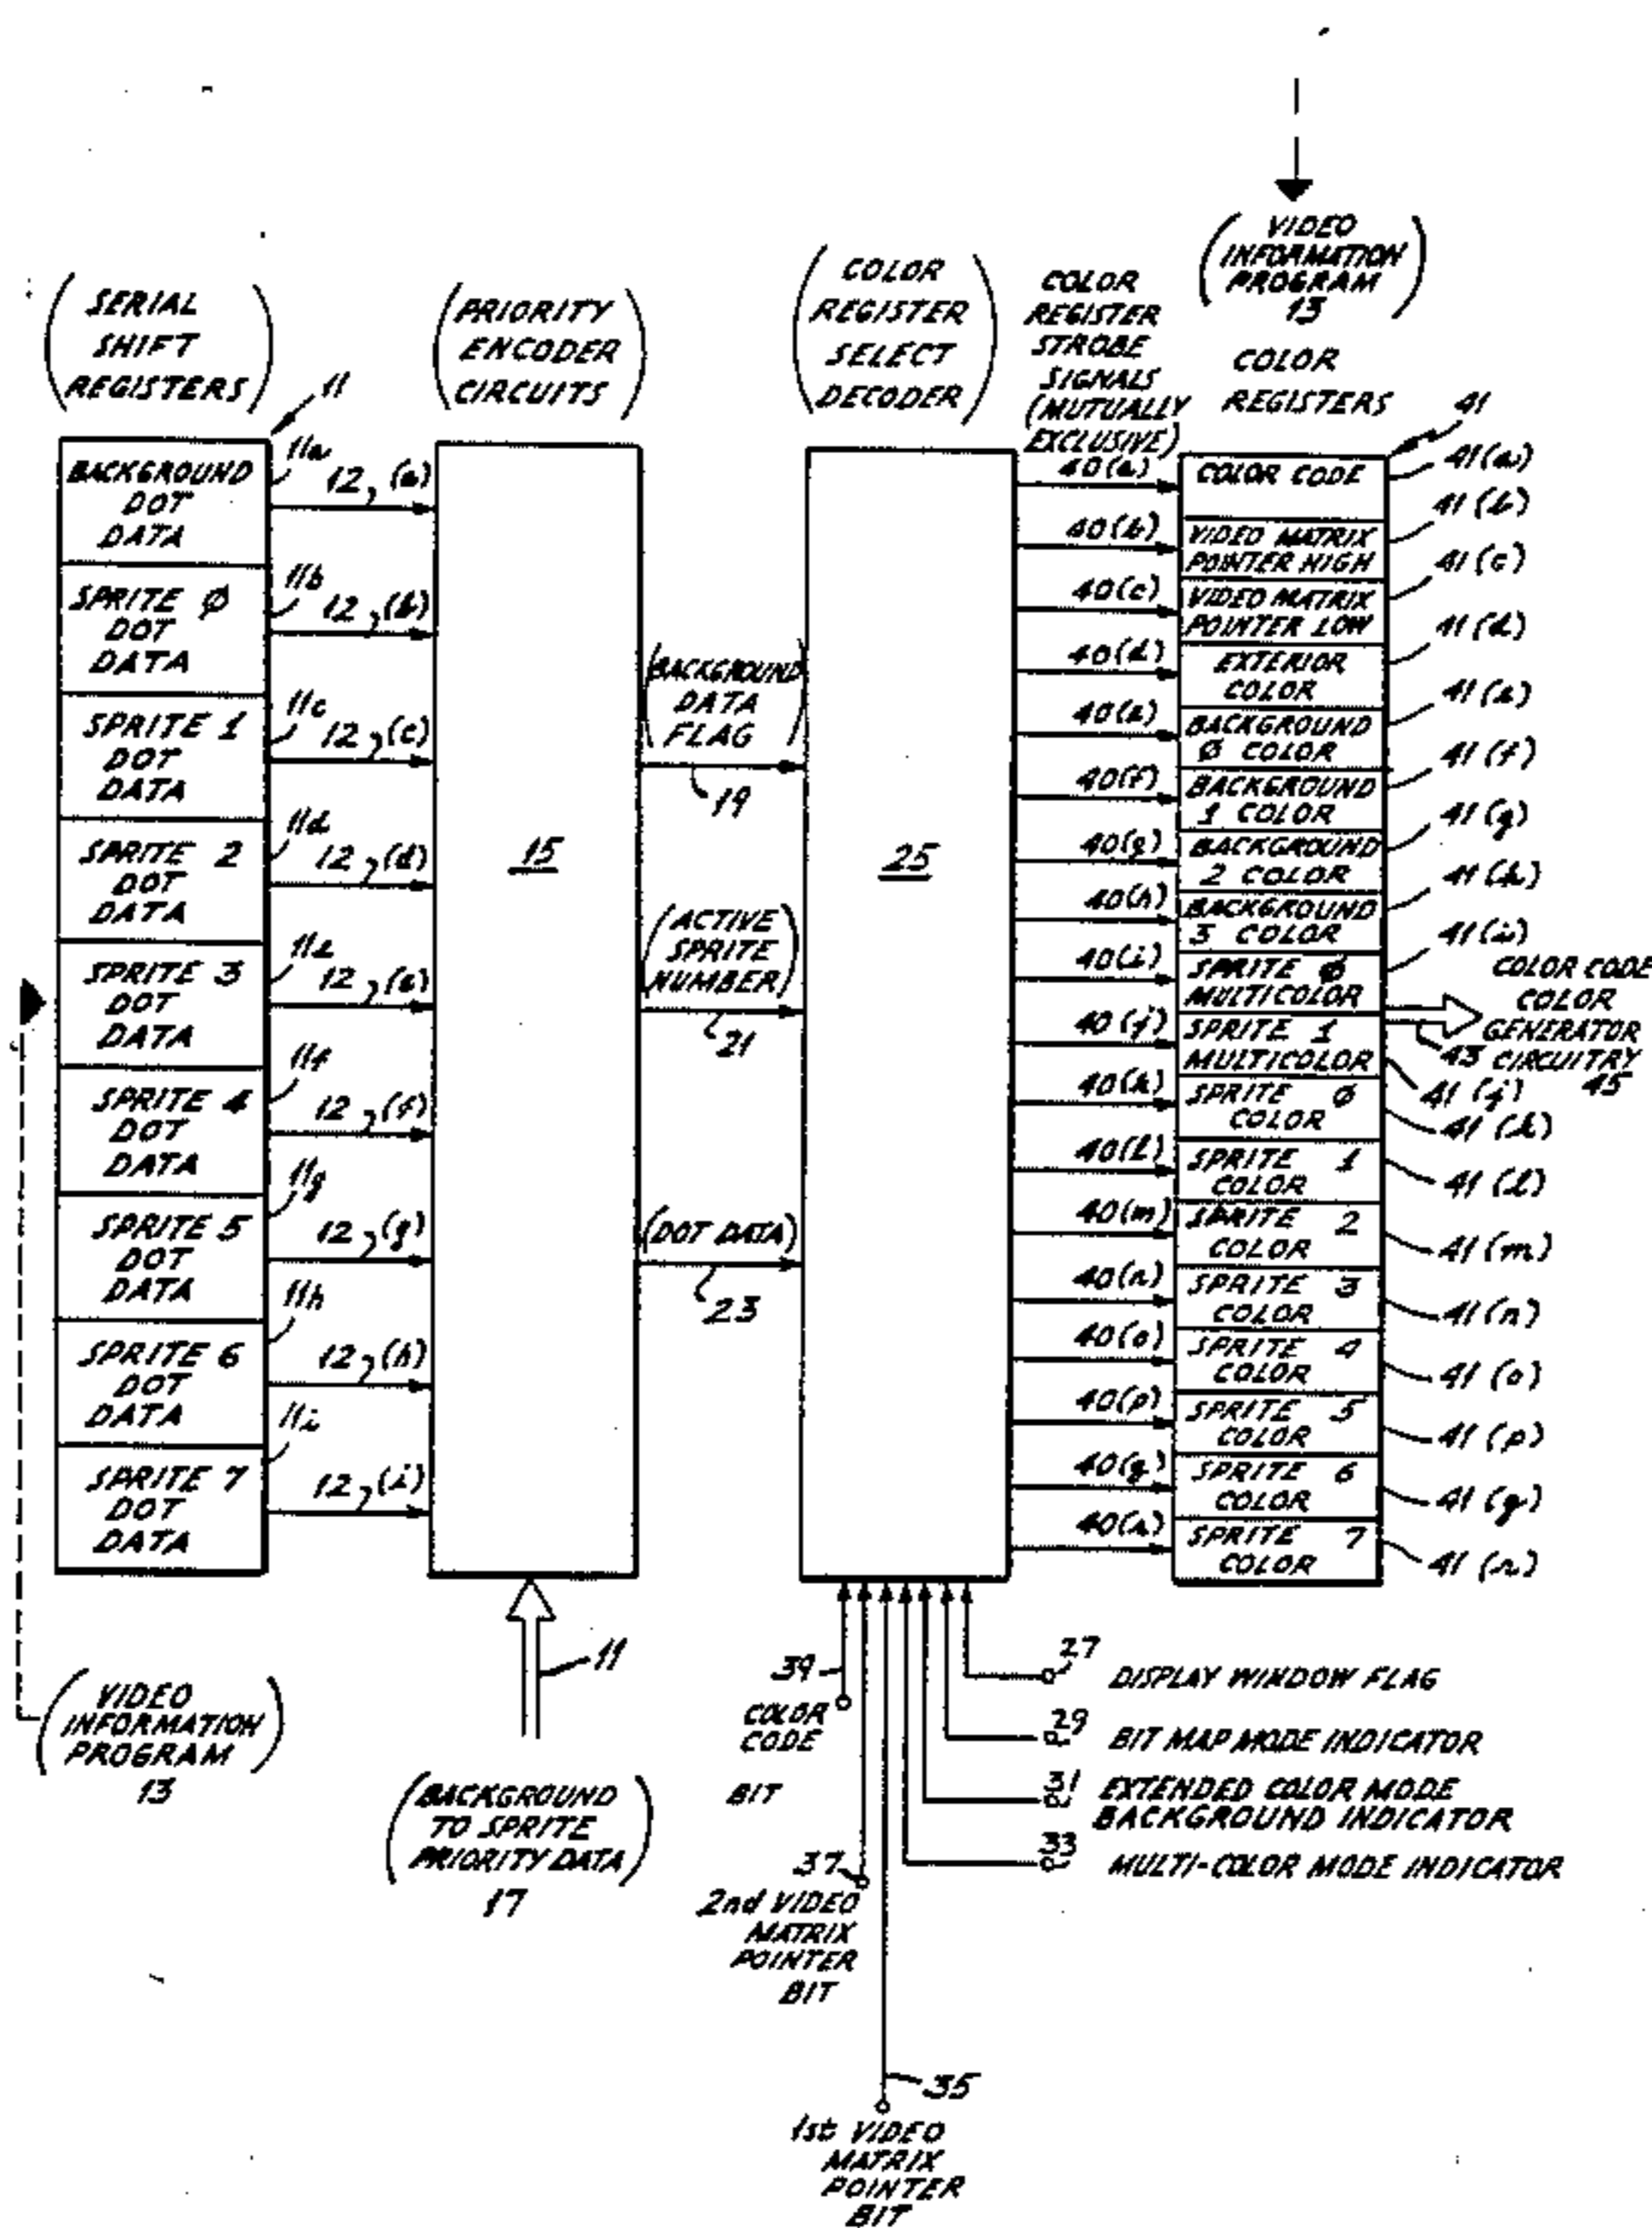 (VIDEO
INFORMATION
PROGRAM)
13
(SERIAL
SHIFT
REGISTERS)
11
(PRIORITY
ENCODER
CIRCUITS)
(COLOR
REGISTER
SELECT
DECODER)
COLOR
REGISTER
STROBE
SIGNALS
(MUTUALLY
EXCLUSIVE)
COLOR
REGISTERS
41
BACKGROUND
DOT
DATA
11a
12 (a)
SPRITE Ø
DOT
DATA
11b
12 (b)
SPRITE 1
DOT
DATA
11c
12 (c)
SPRITE 2
DOT
DATA
11d
12 (d)
SPRITE 3
DOT
DATA
11e
12 (e)
SPRITE 4
DOT
DATA
11f
12 (f)
SPRITE 5
DOT
DATA
11g
12 (g)
SPRITE 6
DOT
DATA
11h
12 (h)
SPRITE 7
DOT
DATA
11i
12 (i)
15
(BACKGROUND
DATA
FLAG)
19
(ACTIVE
SPRITE
NUMBER)
21
(DOT DATA)
23
25
40(a)
COLOR CODE
41(a)
40(b)
VIDEO MATRIX
POINTER HIGH
41(b)
40(c)
VIDEO MATRIX
POINTER LOW
41(c)
40(d)
EXTERIOR
COLOR
41(d)
40(e)
BACKGROUND
Ø COLOR
41(e)
40(f)
BACKGROUND
1 COLOR
41(f)
40(g)
BACKGROUND
2 COLOR
41(g)
40(h)
BACKGROUND
3 COLOR
41(h)
40(i)
SPRITE Ø
MULTICOLOR
41(i)
40(j)
SPRITE 1
MULTICOLOR
41(j)
40(k)
SPRITE Ø
COLOR
41(k)
40(l)
SPRITE 1
COLOR
41(l)
40(m)
SPRITE 2
COLOR
41(m)
40(n)
SPRITE 3
COLOR
41(n)
40(o)
SPRITE 4
COLOR
41(o)
40(p)
SPRITE 5
COLOR
41(p)
40(q)
SPRITE 6
COLOR
41(q)
40(r)
SPRITE 7
COLOR
41(r)
COLOR CODE
COLOR
GENERATOR
43 CIRCUITRY
45
(VIDEO
INFORMATION
PROGRAM)
13
11
(BACKGROUND
TO SPRITE
PRIORITY DATA)
17
39
COLOR
CODE
BIT
37
2nd VIDEO
MATRIX
POINTER
BIT
35
1st VIDEO
MATRIX
POINTER
BIT
27
DISPLAY WINDOW FLAG
29
BIT MAP MODE INDICATOR
31
EXTENDED COLOR MODE
BACKGROUND INDICATOR
33
MULTI-COLOR MODE INDICATOR